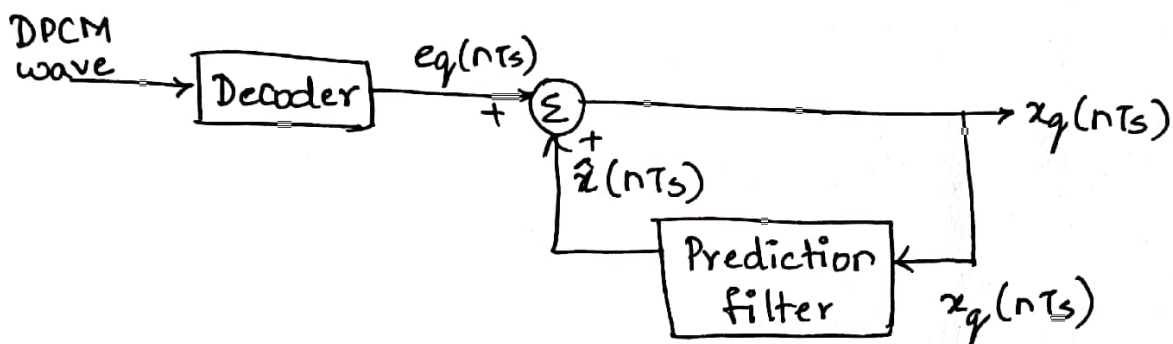 DPCM
wave
Decoder
eq(nTs)
+
Σ
+
x̂(nTs)
xq(nTs)
Prediction
filter
xq(nTs)